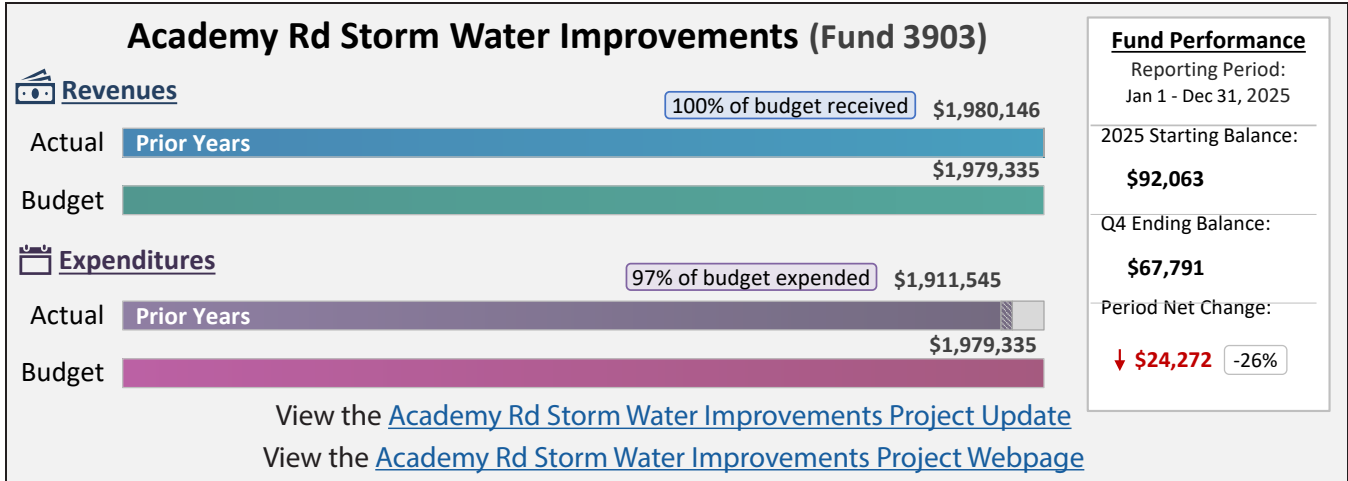 Academy Rd Storm Water Improvements (Fund 3903)
Revenues
100% of budget received $1,980,146
Actual Prior Years
$1,979,335
Budget
Expenditures
97% of budget expended $1,911,545
Actual Prior Years
$1,979,335
Budget
View the Academy Rd Storm Water Improvements Project Update
View the Academy Rd Storm Water Improvements Project Webpage
Fund Performance
Reporting Period:
Jan 1 - Dec 31, 2025
2025 Starting Balance:
$92,063
Q4 Ending Balance:
$67,791
Period Net Change:
↓ $24,272 -26%